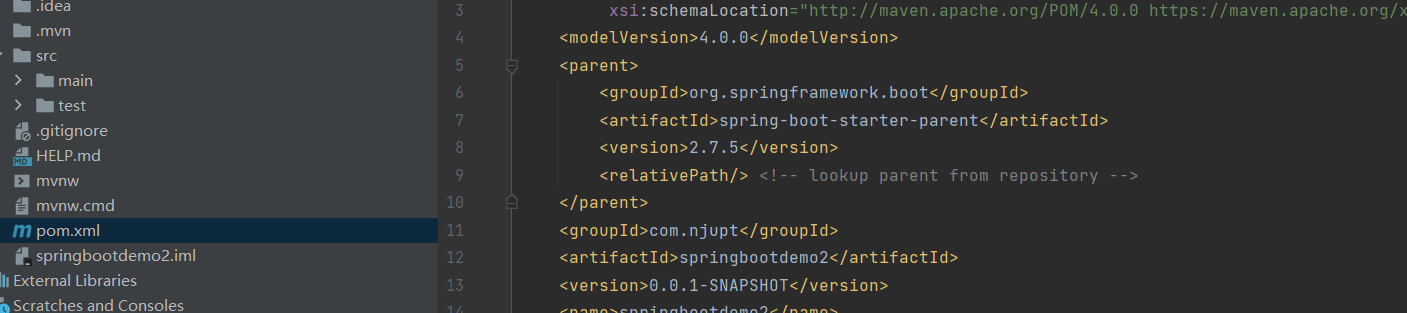 .idea
.mvn
src
main
test
.gitignore
HELP.md
mvnw
mvnw.cmd
pom.xml
springbootdemo2.iml
External Libraries
Scratches and Consoles
3 xsi:schemaLocation="http://maven.apache.org/POM/4.0.0 https://maven.apache.org/x
4 <modelVersion>4.0.0</modelVersion>
5 <parent>
6 <groupId>org.springframework.boot</groupId>
7 <artifactId>spring-boot-starter-parent</artifactId>
8 <version>2.7.5</version>
9 <relativePath/> <!-- lookup parent from repository -->
10 </parent>
11 <groupId>com.njupt</groupId>
12 <artifactId>springbootdemo2</artifactId>
13 <version>0.0.1-SNAPSHOT</version>
14 <name>springbootdemo2</name>